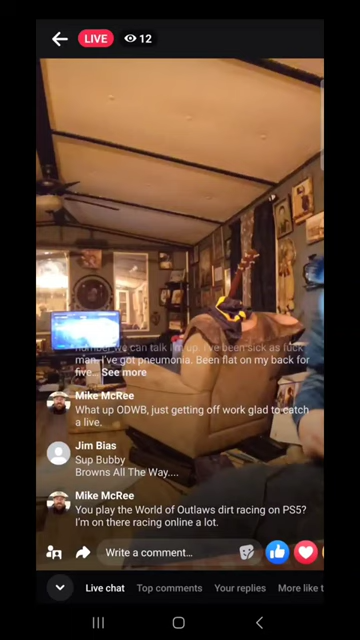 LIVE
12
number we can talk I'm up. I've been sick as fuck
man. I've got pneumonia. Been flat on my back for
five... See more
Mike McRee
What up ODWB, just getting off work glad to catch
a live.
Jim Bias
Sup Bubby
Browns All The Way....
Mike McRee
You play the World of Outlaws dirt racing on PS5?
I'm on there racing online a lot.
Write a comment...
Live chat
Top comments
Your replies
More like t